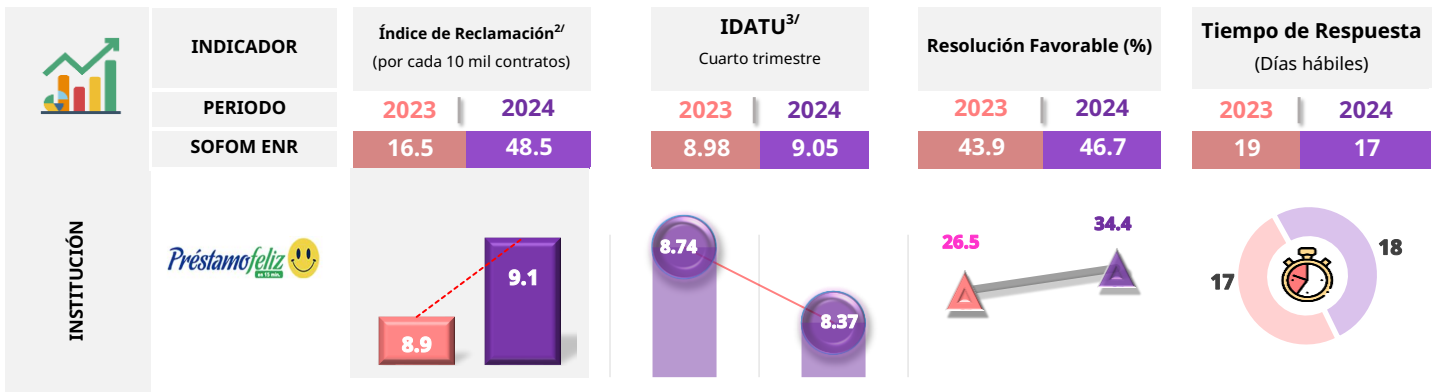 INDICADOR
Índice de Reclamación2/
(por cada 10 mil contratos)
IDATU3/
Cuarto trimestre
Resolución Favorable (%)
Tiempo de Respuesta
(Días hábiles)
PERIODO
2023 2024
2023 2024
2023 2024
2023 2024
SOFOM ENR
16.5 48.5
8.98 9.05
43.9 46.7
19 17
INSTITUCIÓN
Préstamofeliz
en 15 min.
8.9
9.1
8.74
8.37
26.5
34.4
17
18